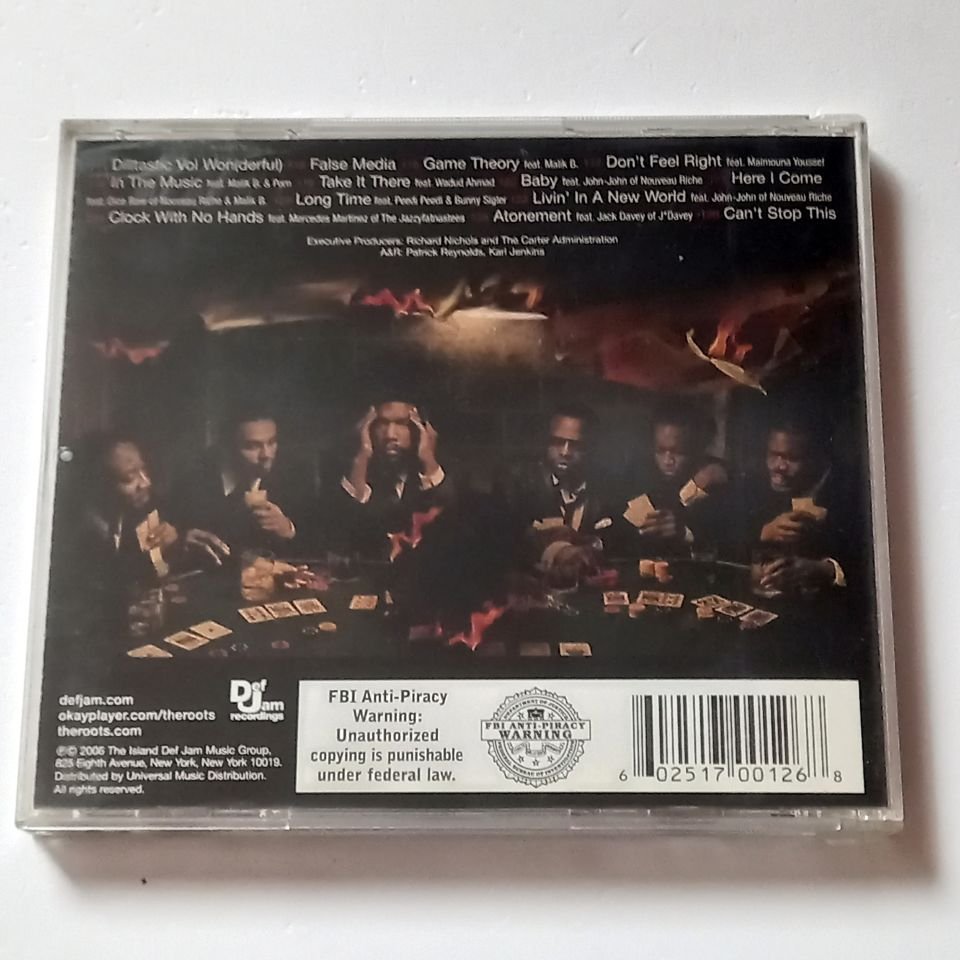 Dilltastic Vol Won(derful) False Media Game Theory feat. Malik B. Don't Feel Right feat. Maimouna Youssef
In The Music feat. Malik B. & Porn Take It There feat. Wadud Ahmad Baby feat. John-John of Nouveau Riche Here I Come
feat. Dice Raw of Nouveau Riche & Malik B. Long Time feat. Peedi Peedi & Bunny Sigler Livin' In A New World feat. John-John of Nouveau Riche
Clock With No Hands feat. Mercedes Martinez of The Jazzyfatnastees Atonement feat. Jack Davey of J*Davey Can't Stop This
Executive Producers: Richard Nichols and The Carter Administration
A&R: Patrick Reynolds, Karl Jenkins
defjam.com
okayplayer.com/theroots
theroots.com
Def Jam recordings
℗© 2006 The Island Def Jam Music Group,
825 Eighth Avenue, New York, New York 10019.
Distributed by Universal Music Distribution.
All rights reserved.
FBI Anti-Piracy
Warning:
Unauthorized
copying is punishable
under federal law.
FBI ANTI-PIRACY
WARNING
6 02517 00126 8